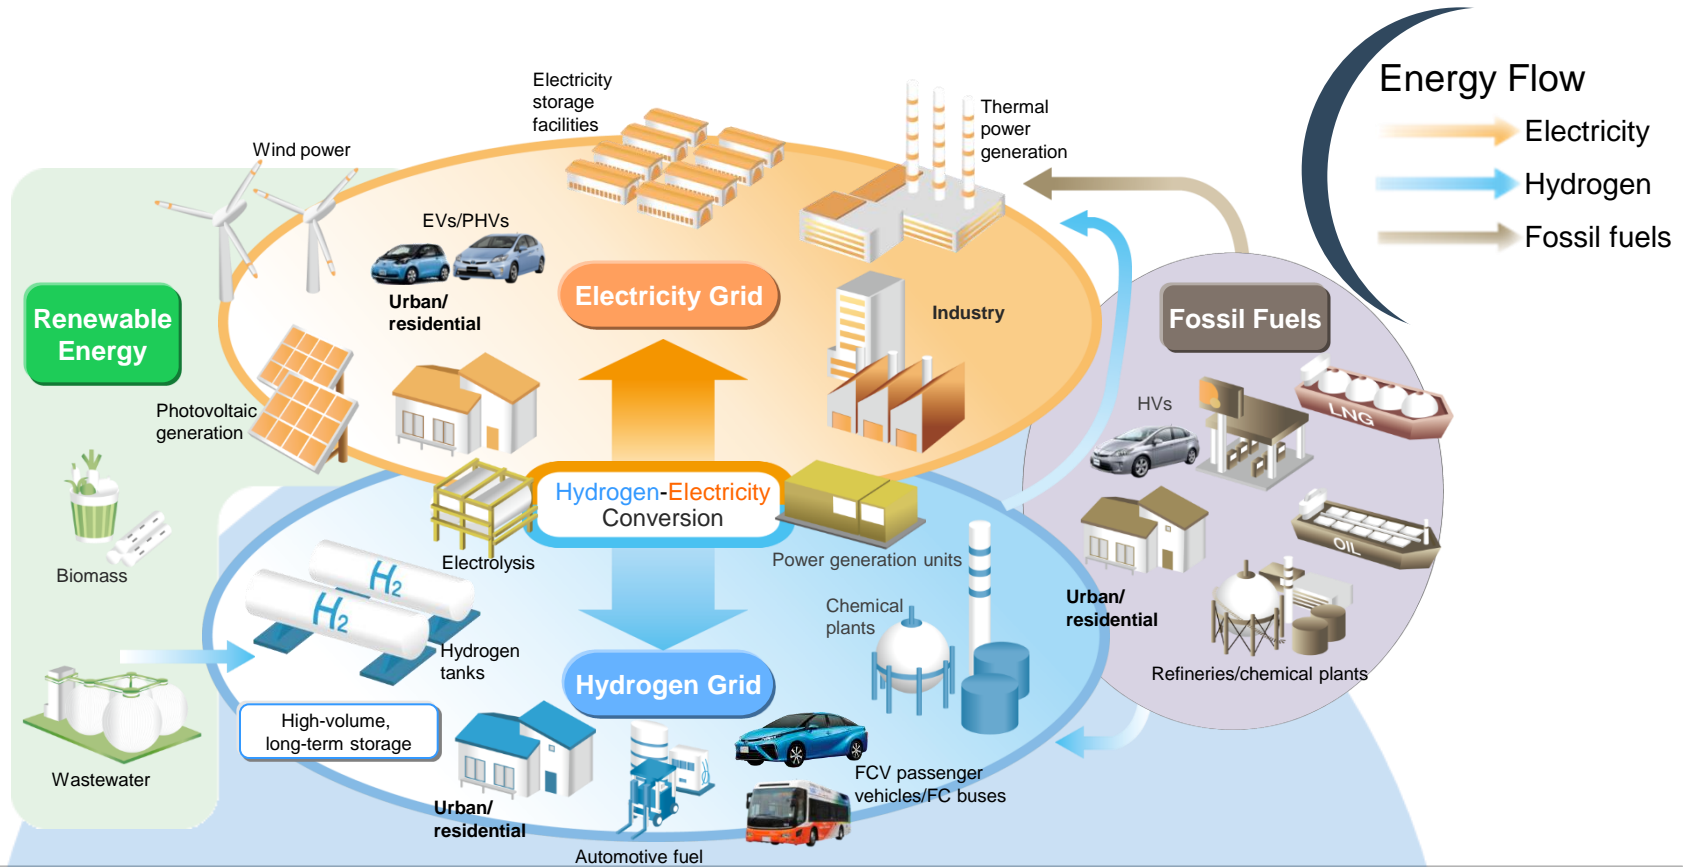 Energy Flow
Electricity
Hydrogen
Fossil fuels
Electricity
storage
facilities
Thermal
power
generation
Wind power
EVs/PHVs
Urban/
residential
Electricity Grid
Industry
Renewable
Energy
Photovoltaic
generation
Biomass
Wastewater
Fossil Fuels
HVs
LNG
OIL
Urban/
residential
Refineries/chemical plants
Hydrogen-Electricity
Conversion
Electrolysis
Power generation units
H2
H2
Hydrogen
tanks
Chemical
plants
Hydrogen Grid
High-volume,
long-term storage
Urban/
residential
FCV passenger
vehicles/FC buses
Automotive fuel